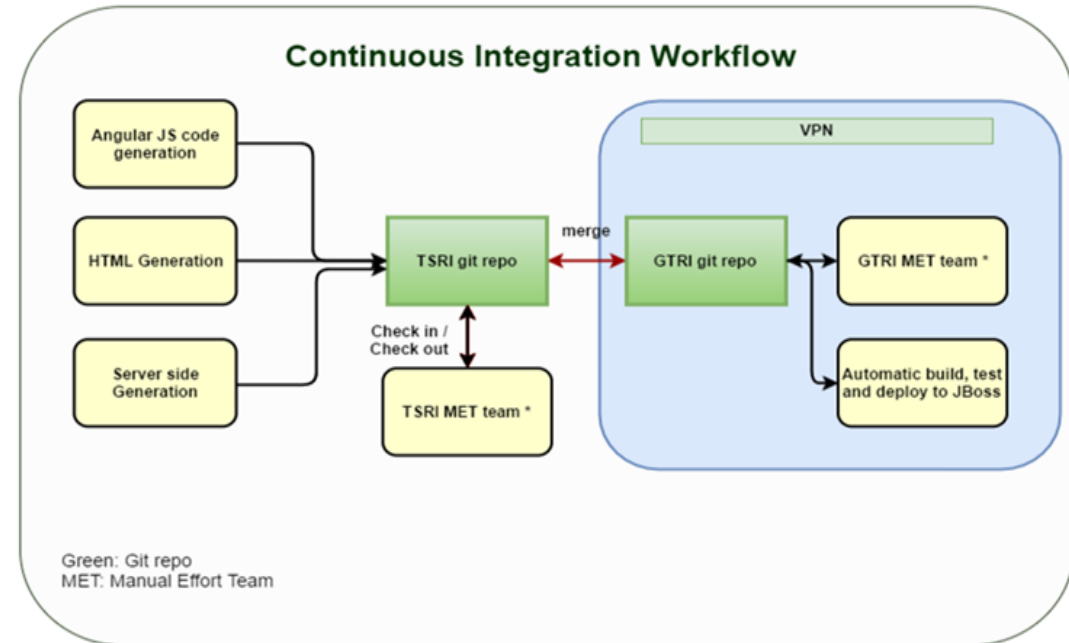 Continuous Integration Workflow
Angular JS code
generation
VPN
merge
HTML Generation
TSRI git repo
GTRI git repo
GTRI MET team *
Check in /
Check out
Server side
Generation
TSRI MET team *
Automatic build, test
and deploy to JBoss
Green: Git repo
MET: Manual Effort Team